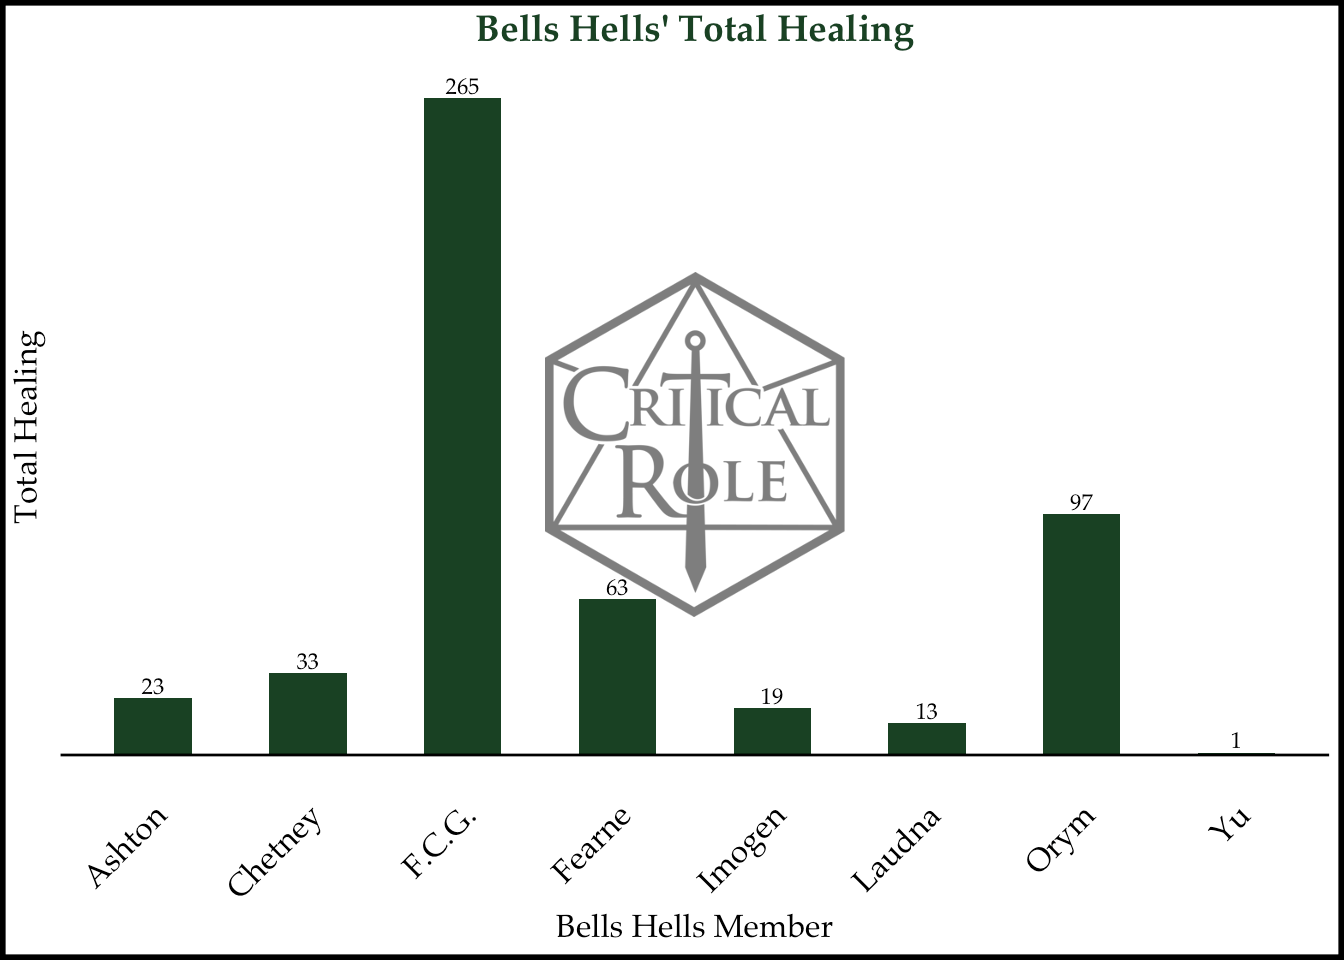 Bells Hells' Total Healing
265
97
63
33
23
19
13
1
Total Healing
CRITICAL
ROLE
Ashton
Chetney
F.C.G.
Fearne
Imogen
Laudna
Orym
Yu
Bells Hells Member